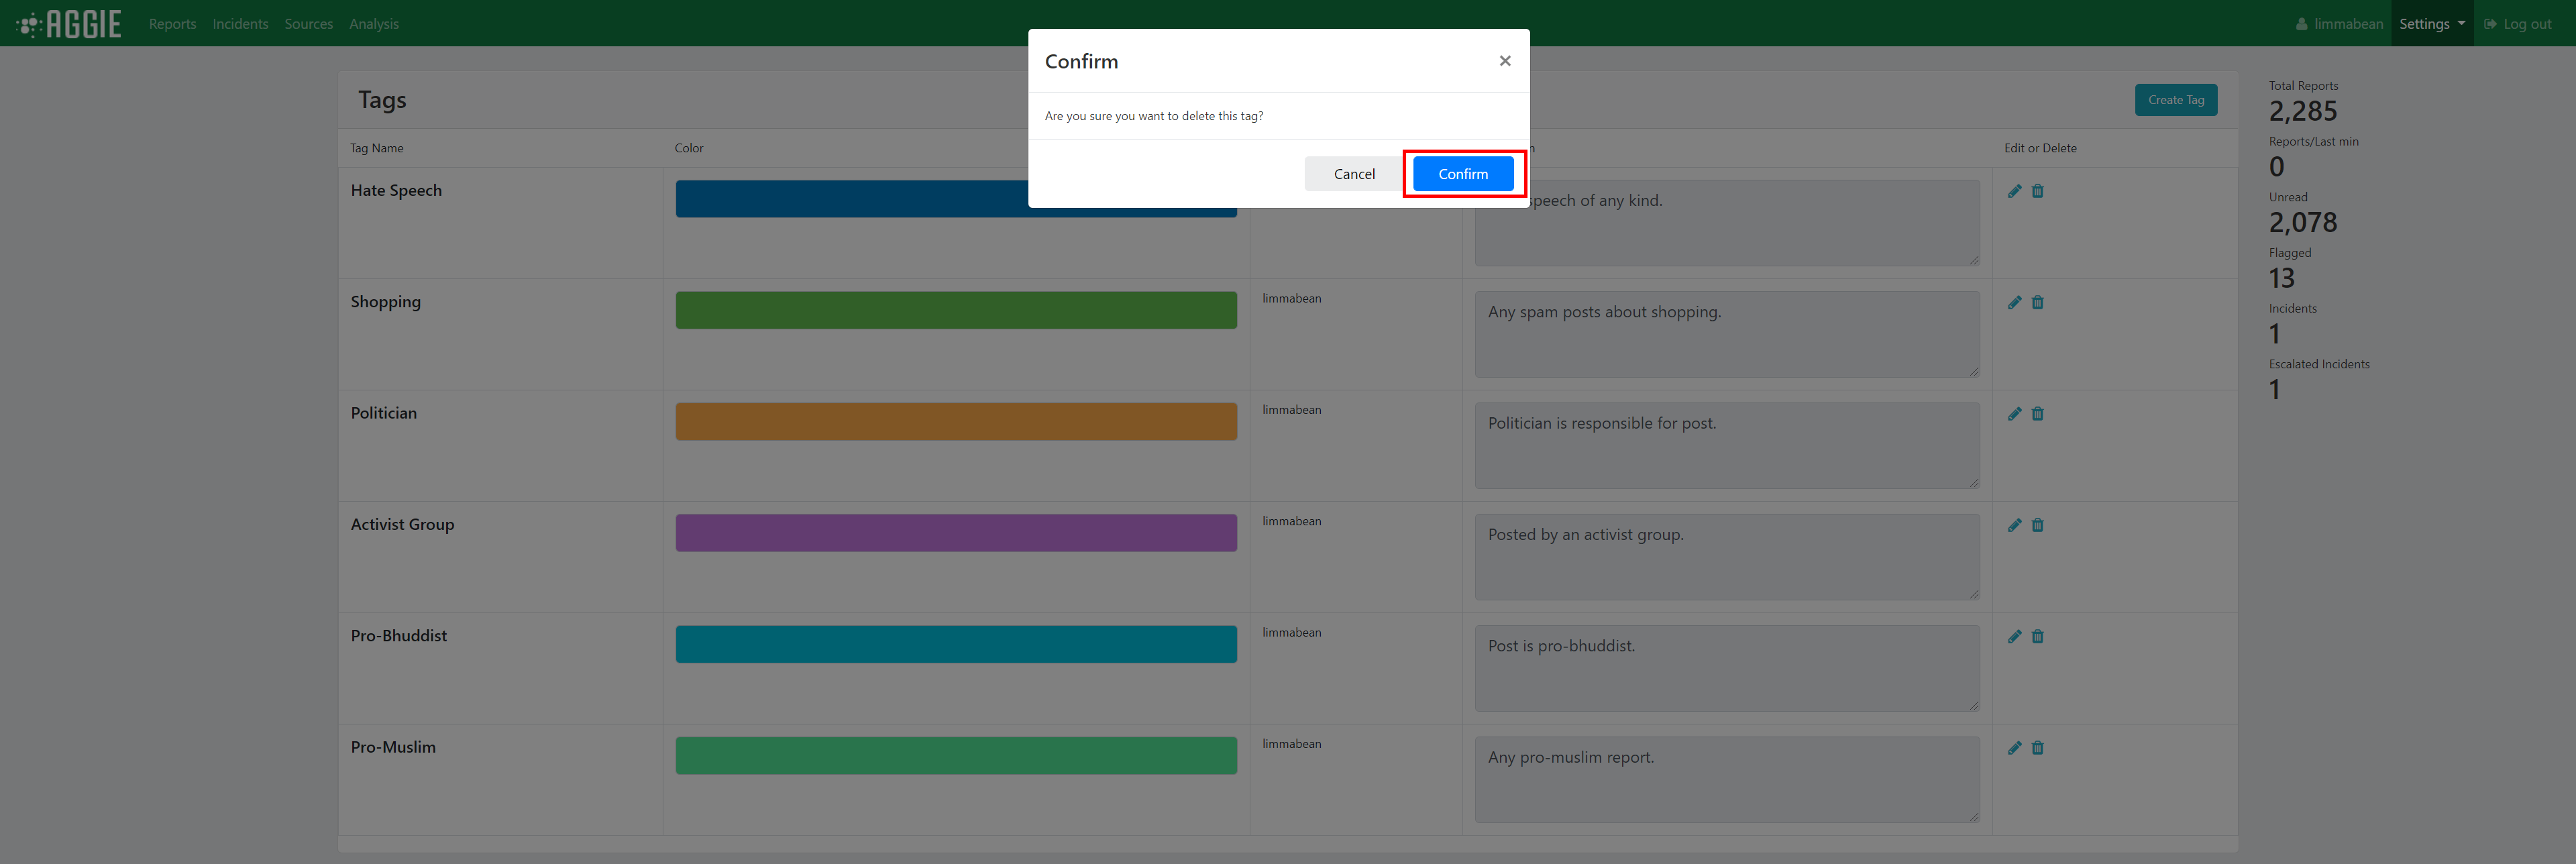 AGGIE Reports Incidents Sources Analysis limmabean Settings Log out
Confirm ×
Are you sure you want to delete this tag?
Cancel Confirm
Tags Create Tag
Tag Name Color Edit or Delete
Hate Speech speech of any kind.
Shopping limmabean Any spam posts about shopping.
Politician limmabean Politician is responsible for post.
Activist Group limmabean Posted by an activist group.
Pro-Bhuddist limmabean Post is pro-bhuddist.
Pro-Muslim limmabean Any pro-muslim report.
Total Reports
2,285
Reports/Last min
0
Unread
2,078
Flagged
13
Incidents
1
Escalated Incidents
1